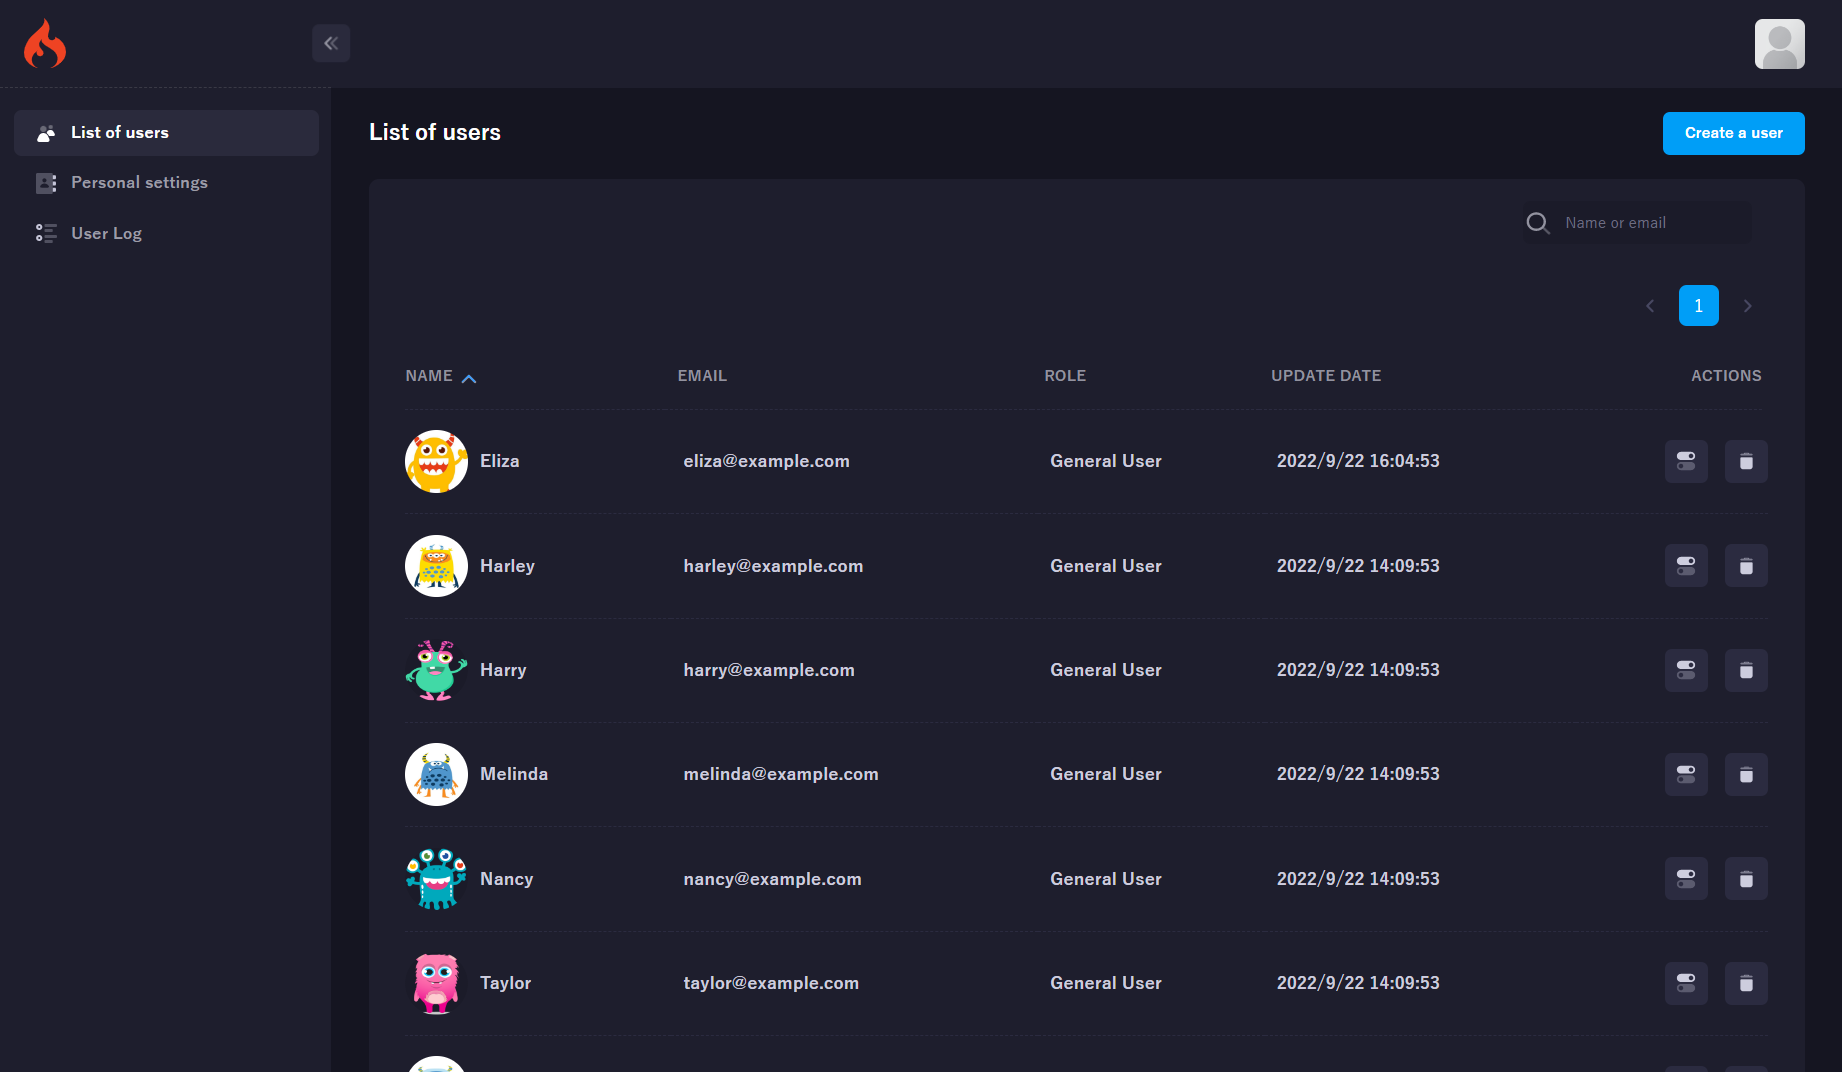 List of users
Personal settings
User Log
List of users
Create a user
Name or email
1
NAME EMAIL ROLE UPDATE DATE ACTIONS
Eliza eliza@example.com General User 2022/9/22 16:04:53
Harley harley@example.com General User 2022/9/22 14:09:53
Harry harry@example.com General User 2022/9/22 14:09:53
Melinda melinda@example.com General User 2022/9/22 14:09:53
Nancy nancy@example.com General User 2022/9/22 14:09:53
Taylor taylor@example.com General User 2022/9/22 14:09:53